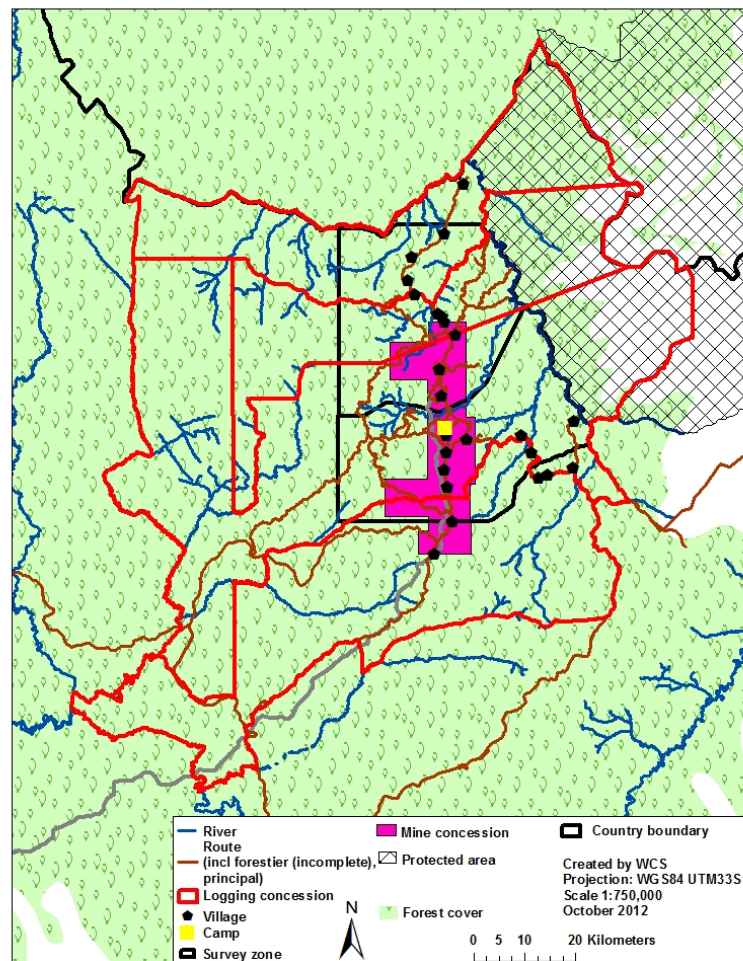 River
Route
(incl forestier (incomplete),
principal)
Logging concession
Village
Camp
Survey zone
Mine concession
Protected area
Forest cover
Country boundary
Created by WCS
Projection: WGS84 UTM33S
Scale 1:750,000
October 2012
N
0 5 10 20 Kilometers